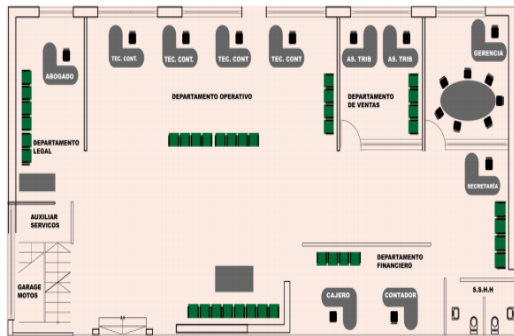 ABOGADO
TEC. CONT.
TEC. CONT.
TEC. CONT
TEC. CONT
AS. TRIB
AS. TRIB
GERENCIA
DEPARTAMENTO OPERATIVO
DEPARTAMENTO
DE VENTAS
DEPARTAMENTO
LEGAL
SECRETARÍA
AUXILIAR
SERVICOS
DEPARTAMENTO
FINANCIERO
GARAGE
MOTOS
CAJERO
CONTADOR
S.S.H.H